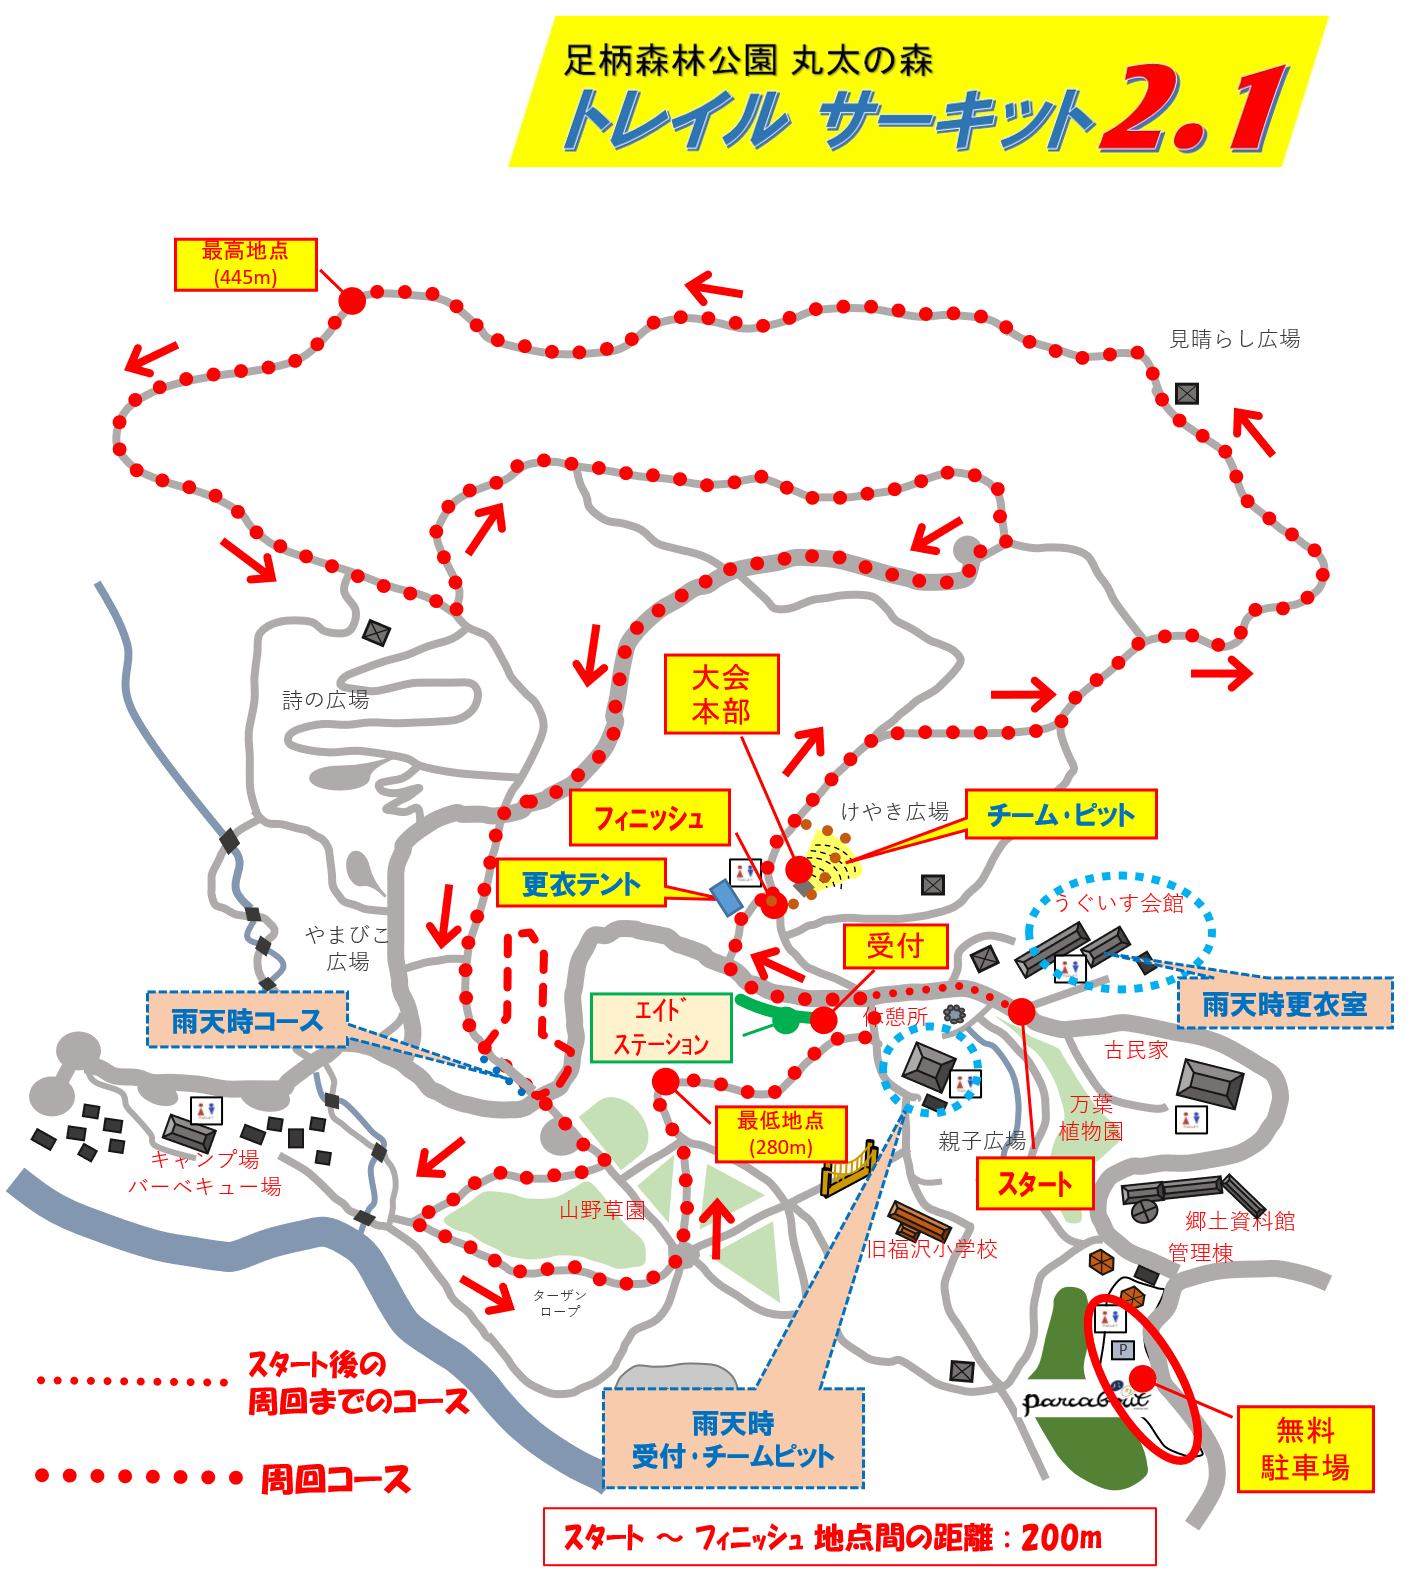 足柄森林公園 丸太の森
トレイル サーキット2.1
最高地点
(445m)
見晴らし広場
大会
本部
詩の広場
フィニッシュ
けやき広場
チーム・ピット
更衣テント
うぐいす会館
やまびこ
広場
受付
雨天時コース
エイド
ステーション
休憩所
雨天時更衣室
古民家
最低地点
(280m)
万葉
植物園
親子広場
キャンプ場
バーベキュー場
スタート
山野草園
郷土資料館
旧福沢小学校
管理棟
ターザン
ロープ
P
スタート後の
周回までのコース
parcabout
雨天時
受付・チームピット
無料
駐車場
周回コース
スタート ～ フィニッシュ 地点間の距離：200m